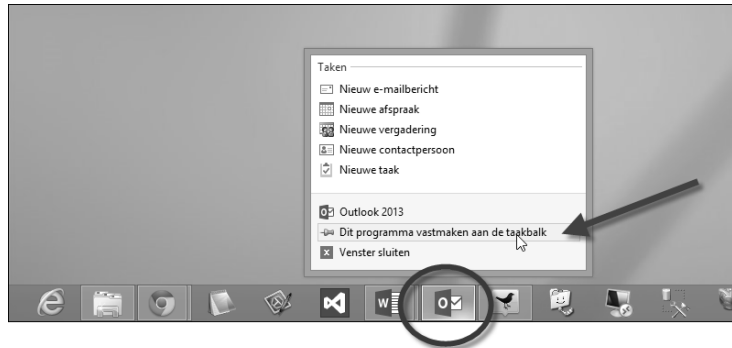 Taken
Nieuw e-mailbericht
Nieuwe afspraak
Nieuwe vergadering
Nieuwe contactpersoon
Nieuwe taak
Outlook 2013
Dit programma vastmaken aan de taakbalk
Venster sluiten